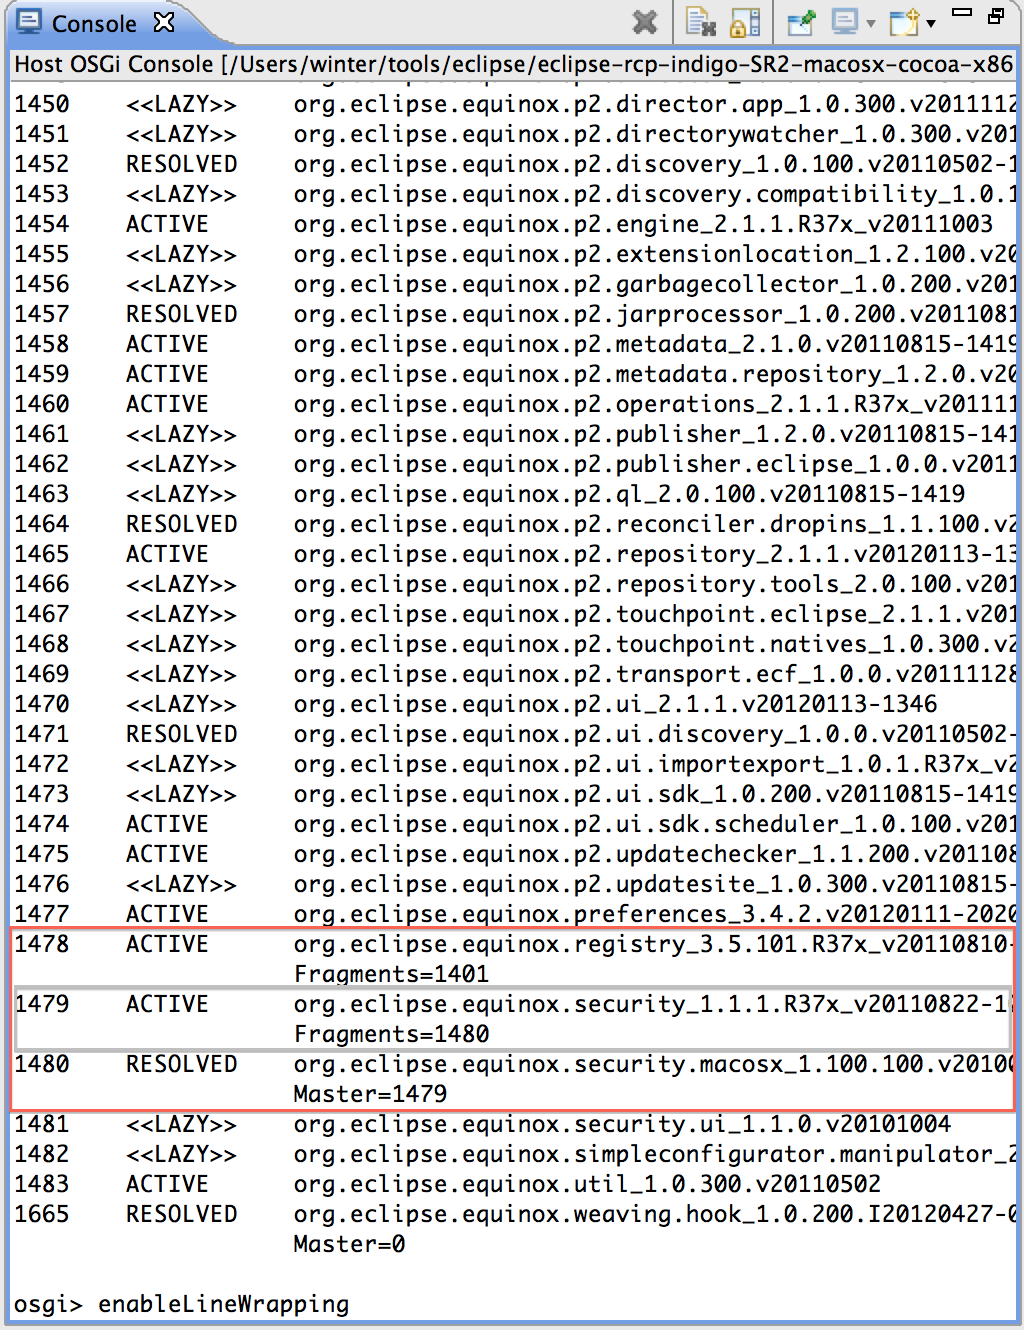 Console
Host OSGi Console [/Users/winter/tools/eclipse/eclipse-rcp-indigo-SR2-macosx-cocoa-x86
1450 <<LAZY>> org.eclipse.equinox.p2.director.app_1.0.300.v2011112
1451 <<LAZY>> org.eclipse.equinox.p2.directorywatcher_1.0.300.v201
1452 RESOLVED org.eclipse.equinox.p2.discovery_1.0.100.v20110502-1
1453 <<LAZY>> org.eclipse.equinox.p2.discovery.compatibility_1.0.1
1454 ACTIVE org.eclipse.equinox.p2.engine_2.1.1.R37x_v20111003
1455 <<LAZY>> org.eclipse.equinox.p2.extensionlocation_1.2.100.v20
1456 <<LAZY>> org.eclipse.equinox.p2.garbagecollector_1.0.200.v201
1457 RESOLVED org.eclipse.equinox.p2.jarprocessor_1.0.200.v2011081
1458 ACTIVE org.eclipse.equinox.p2.metadata_2.1.0.v20110815-1419
1459 ACTIVE org.eclipse.equinox.p2.metadata.repository_1.2.0.v20
1460 ACTIVE org.eclipse.equinox.p2.operations_2.1.1.R37x_v201111
1461 <<LAZY>> org.eclipse.equinox.p2.publisher_1.2.0.v20110815-141
1462 <<LAZY>> org.eclipse.equinox.p2.publisher.eclipse_1.0.0.v2011
1463 <<LAZY>> org.eclipse.equinox.p2.ql_2.0.100.v20110815-1419
1464 RESOLVED org.eclipse.equinox.p2.reconciler.dropins_1.1.100.v2
1465 ACTIVE org.eclipse.equinox.p2.repository_2.1.1.v20120113-13
1466 <<LAZY>> org.eclipse.equinox.p2.repository.tools_2.0.100.v201
1467 <<LAZY>> org.eclipse.equinox.p2.touchpoint.eclipse_2.1.1.v201
1468 <<LAZY>> org.eclipse.equinox.p2.touchpoint.natives_1.0.300.v2
1469 <<LAZY>> org.eclipse.equinox.p2.transport.ecf_1.0.0.v20111128
1470 <<LAZY>> org.eclipse.equinox.p2.ui_2.1.1.v20120113-1346
1471 RESOLVED org.eclipse.equinox.p2.ui.discovery_1.0.0.v20110502-
1472 <<LAZY>> org.eclipse.equinox.p2.ui.importexport_1.0.1.R37x_v2
1473 <<LAZY>> org.eclipse.equinox.p2.ui.sdk_1.0.200.v20110815-1419
1474 ACTIVE org.eclipse.equinox.p2.ui.sdk.scheduler_1.0.100.v201
1475 ACTIVE org.eclipse.equinox.p2.updatechecker_1.1.200.v201108
1476 <<LAZY>> org.eclipse.equinox.p2.updatesite_1.0.300.v20110815-
1477 ACTIVE org.eclipse.equinox.preferences_3.4.2.v20120111-2020
1478 ACTIVE org.eclipse.equinox.registry_3.5.101.R37x_v20110810-
Fragments=1401
1479 ACTIVE org.eclipse.equinox.security_1.1.1.R37x_v20110822-1
Fragments=1480
1480 RESOLVED org.eclipse.equinox.security.macosx_1.100.100.v20100
Master=1479
1481 <<LAZY>> org.eclipse.equinox.security.ui_1.1.0.v20101004
1482 <<LAZY>> org.eclipse.equinox.simpleconfigurator.manipulator_2
1483 ACTIVE org.eclipse.equinox.util_1.0.300.v20110502
1665 RESOLVED org.eclipse.equinox.weaving.hook_1.0.200.I20120427-0
Master=0
osgi> enableLineWrapping